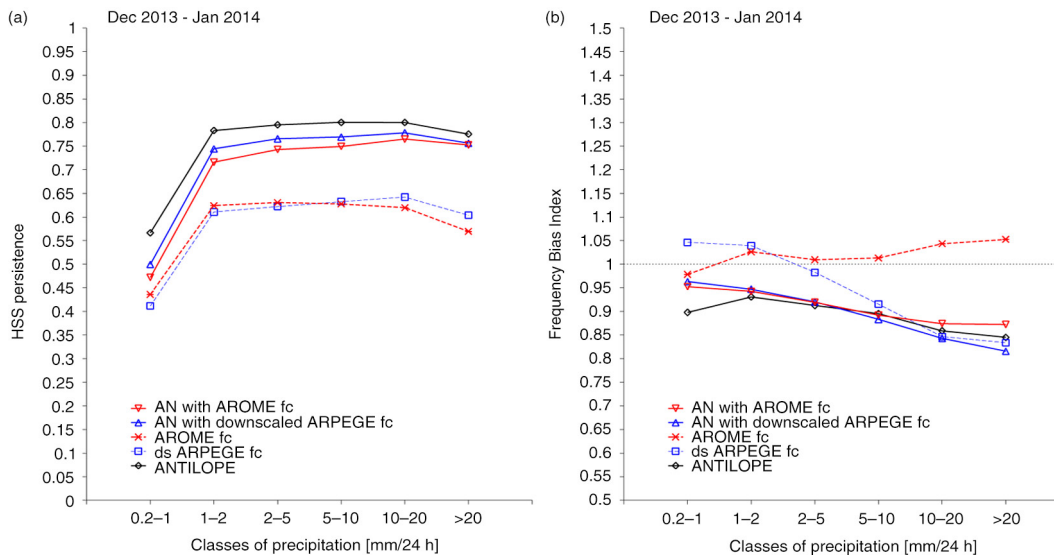 (a) Dec 2013 - Jan 2014
1
0.95
0.9
0.85
0.8
0.75
0.7
0.65
0.6
0.55
0.5
0.45
0.4
0.35
0.3
0.25
0.2
0.15
0.1
0.05
0
HSS persistence
AN with AROME fc
AN with downscaled ARPEGE fc
AROME fc
ds ARPEGE fc
ANTILOPE
0.2–1 1–2 2–5 5–10 10–20 >20
Classes of precipitation [mm/24 h]
(b) Dec 2013 - Jan 2014
1.5
1.45
1.4
1.35
1.3
1.25
1.2
1.15
1.1
1.05
1
0.95
0.9
0.85
0.8
0.75
0.7
0.65
0.6
0.55
0.5
Frequency Bias Index
AN with AROME fc
AN with downscaled ARPEGE fc
AROME fc
ds ARPEGE fc
ANTILOPE
0.2–1 1–2 2–5 5–10 10–20 >20
Classes of precipitation [mm/24 h]